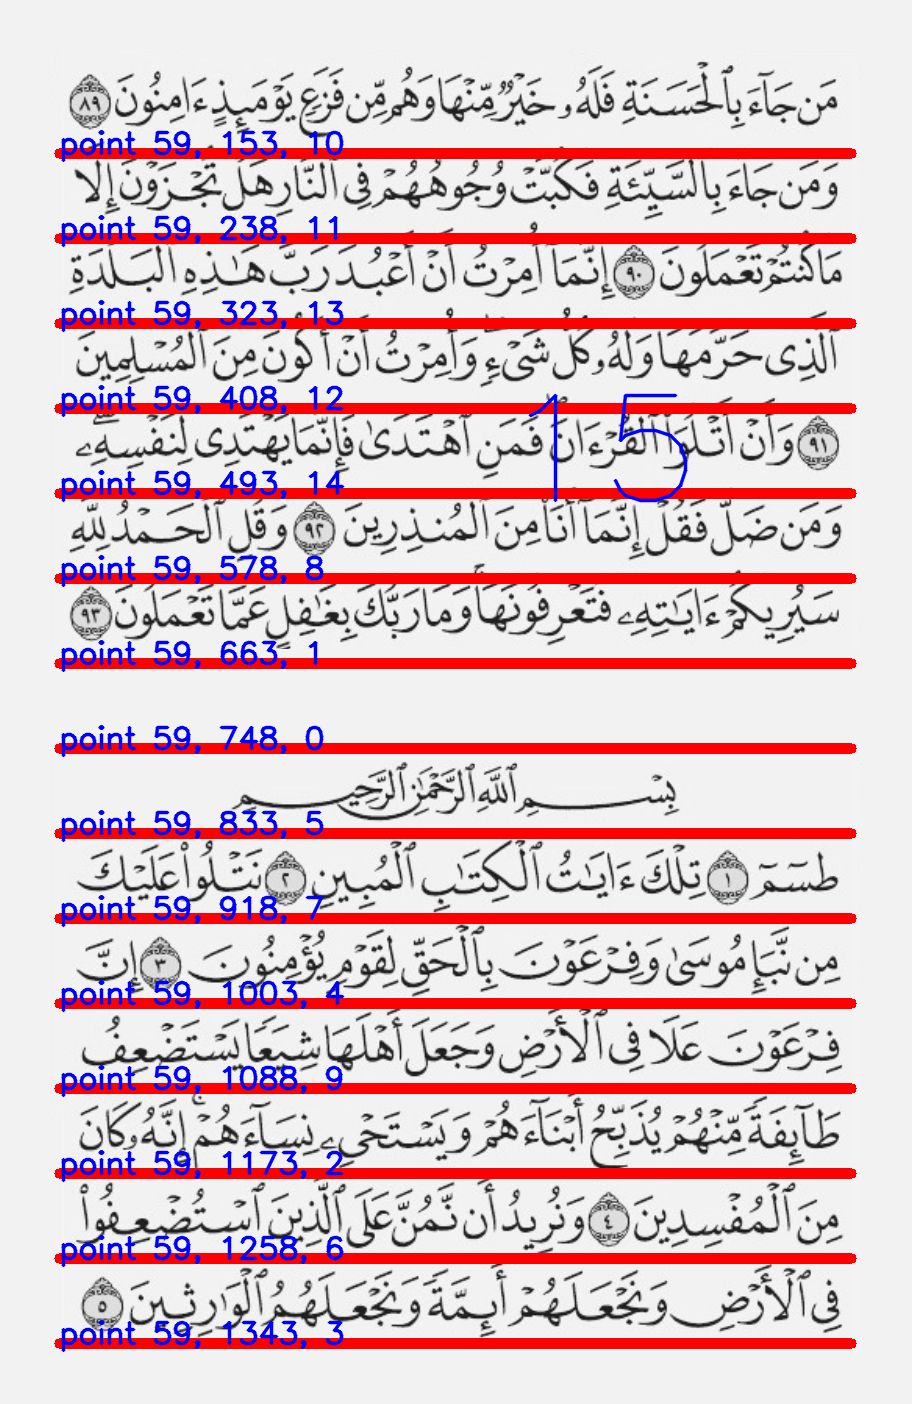 مَن جَآءَ بِٱلْحَسَنَةِ فَلَهُۥ خَيْرٌ مِّنْهَا وَهُم مِّن فَزَعٍ يَوْمَئِذٍ ءَامِنُونَ ٨٩
point 59, 153, 10
وَمَن جَآءَ بِٱلسَّيِّئَةِ فَكُبَّتْ وُجُوهُهُمْ فِى ٱلنَّارِ هَلْ تُجْزَوْنَ إِلَّا
point 59, 238, 11
مَا كُنتُمْ تَعْمَلُونَ ٩٠ إِنَّمَآ أُمِرْتُ أَنْ أَعْبُدَ رَبَّ هَٰذِهِ ٱلْبَلْدَةِ
point 59, 323, 13
ٱلَّذِى حَرَّمَهَا وَلَهُۥ كُلُّ شَىْءٍ ۖ وَأُمِرْتُ أَنْ أَكُونَ مِنَ ٱلْمُسْلِمِينَ
point 59, 408, 12
٩١ وَأَنْ أَتْلُوَا۟ ٱلْقُرْءَانَ ۖ فَمَنِ ٱهْتَدَىٰ فَإِنَّمَا يَهْتَدِى لِنَفْسِهِۦ ۖ
15
point 59, 493, 14
وَمَن ضَلَّ فَقُلْ إِنَّمَآ أَنَا۠ مِنَ ٱلْمُنذِرِينَ ٩٢ وَقُلِ ٱلْحَمْدُ لِلَّهِ
point 59, 578, 8
سَيُرِيكُمْ ءَايَٰتِهِۦ فَتَعْرِفُونَهَا ۚ وَمَا رَبُّكَ بِغَٰفِلٍ عَمَّا تَعْمَلُونَ ٩٣
point 59, 663, 1
point 59, 748, 0
بِسْمِ ٱللَّهِ ٱلرَّحْمَٰنِ ٱلرَّحِيمِ
point 59, 833, 5
طسٓمٓ ١ تِلْكَ ءَايَٰتُ ٱلْكِتَٰبِ ٱلْمُبِينِ ٢ نَتْلُوا۟ عَلَيْكَ
point 59, 918, 7
مِن نَّبَإِ مُوسَىٰ وَفِرْعَوْنَ بِٱلْحَقِّ لِقَوْمٍ يُؤْمِنُونَ ٣ إِنَّ
point 59, 1003, 4
فِرْعَوْنَ عَلَا فِى ٱلْأَرْضِ وَجَعَلَ أَهْلَهَا شِيَعًا يَسْتَضْعِفُ
point 59, 1088, 9
طَآئِفَةً مِّنْهُمْ يُذَبِّحُ أَبْنَآءَهُمْ وَيَسْتَحْىِۦ نِسَآءَهُمْ ۚ إِنَّهُۥ كَانَ
point 59, 1173, 2
مِنَ ٱلْمُفْسِدِينَ ٤ وَنُرِيدُ أَن نَّمُنَّ عَلَى ٱلَّذِينَ ٱسْتُضْعِفُوا۟
point 59, 1258, 6
فِى ٱلْأَرْضِ وَنَجْعَلَهُمْ أَئِمَّةً وَنَجْعَلَهُمُ ٱلْوَٰرِثِينَ ٥
point 59, 1343, 3